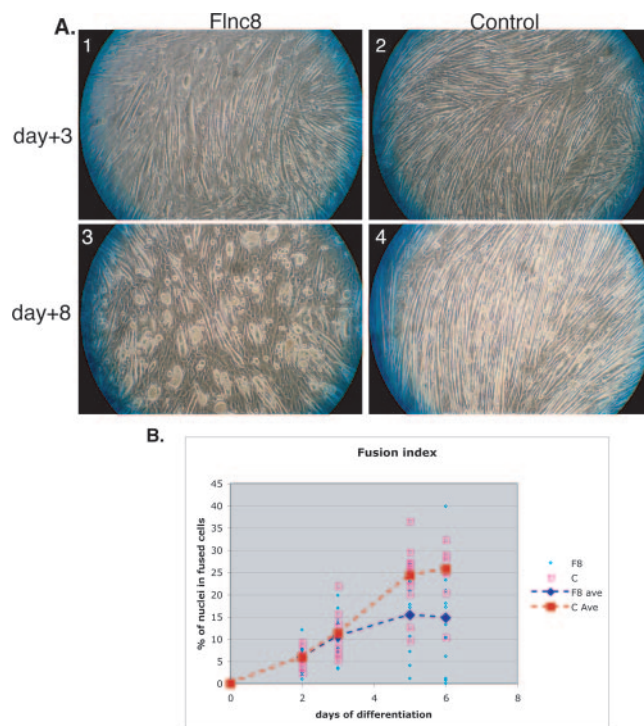 Flnc8
Control
A.
1
2
day+3
3
4
day+8
B.
Fusion index
45
40
35
30
25
20
15
10
5
0
% of nuclei in fused cells
0 2 4 6 8
days of differentiation
F8
C
F8 ave
C Ave